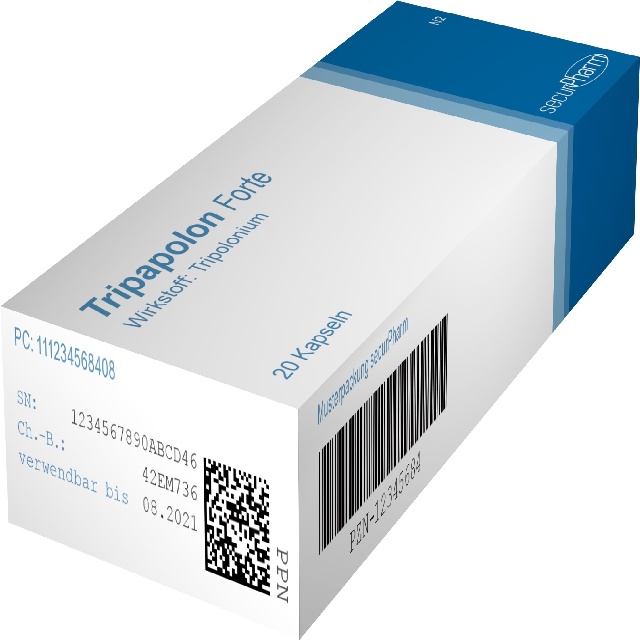 N2
securPharm
Tripapolon Forte
Wirkstoff: Tripolonium
20 Kapseln
PC: 111234568408
SN: 1234567890ABCD46
Ch.-B.: 42EM736
verwendbar bis 08.2021
PPN
Musterpackung securPharm
PZN-12345684